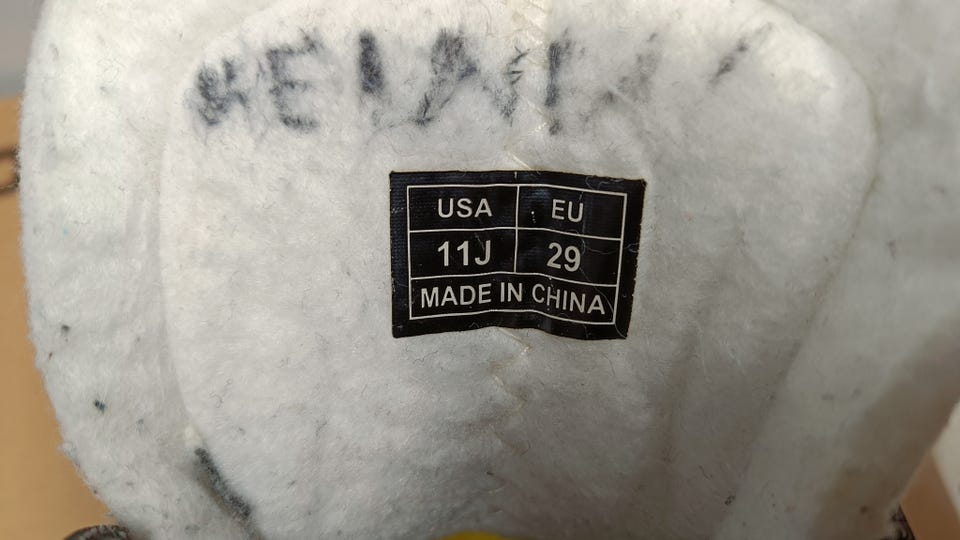 USA EU
11J 29
MADE IN CHINA